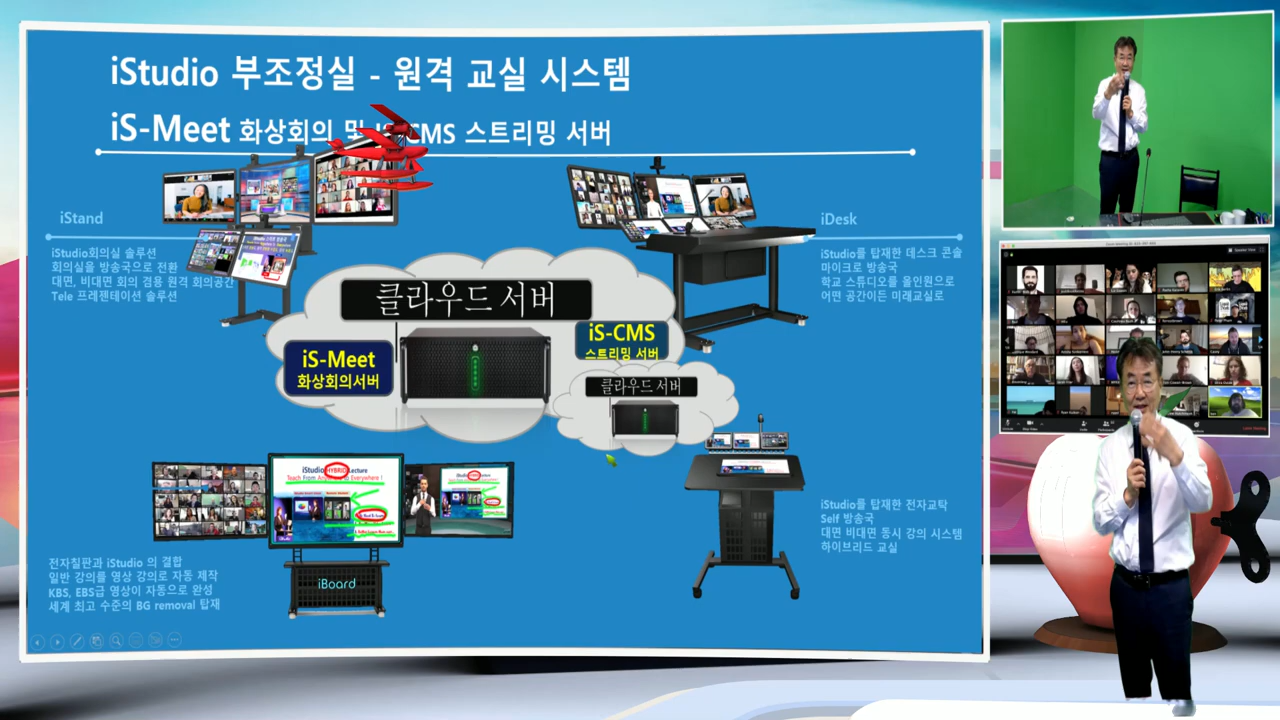 iStudio 부조정실 - 원격 교실 시스템
iS-Meet 화상회의 및 CMS 스트리밍 서버
iStand
iStudio회의실 솔루션
회의실을 방송국으로 전환
대면, 비대면 회의 겸용 원격 회의공간
Tele 프레젠테이션 솔루션
iDesk
iStudio를 탑재한 데스크 콘솔
마이크로 방송국
학교 스튜디오를 올인원으로
어떤 공간이든 미래교실로
클라우드 서버
iS-Meet
화상회의서버
iS-CMS
스트리밍 서버
클라우드 서버
iStudio HYBRID Lecture
Teach From Anywhere to Everywhere !
iBoard
전자칠판과 iStudio 의 결합
일반 강의를 영상 강의로 자동 제작
KBS, EBS급 영상이 자동으로 완성
세계 최고 수준의 BG removal 탑재
iStudio를 탑재한 전자교탁
Self 방송국
대면 비대면 동시 강의 시스템
하이브리드 교실